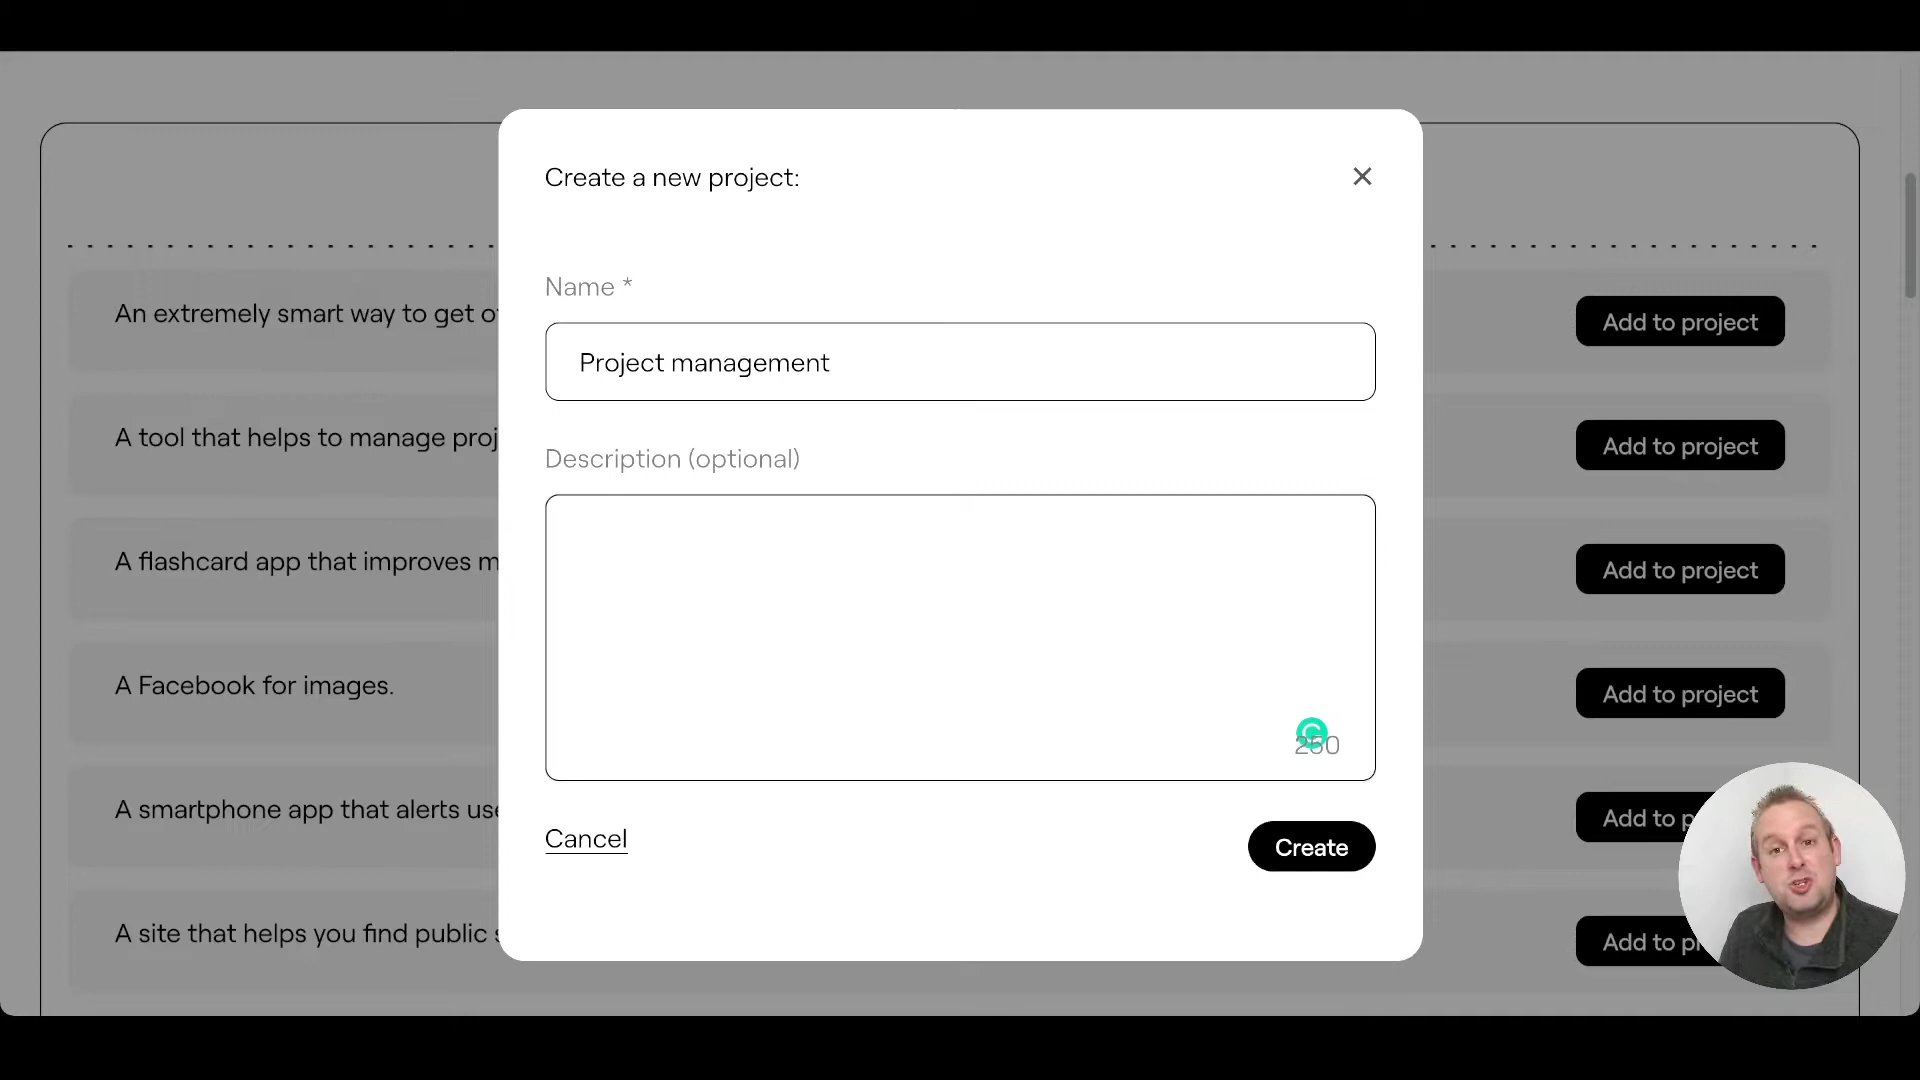 Create a new project:
Name *
Project management
Description (optional)
250
Cancel
Create
An extremely smart way to get
Add to project
A tool that helps to manage
Add to project
A flashcard app that improves
Add to project
A Facebook for images.
Add to project
A smartphone app that alerts
Add to
A site that helps you find public
Add to